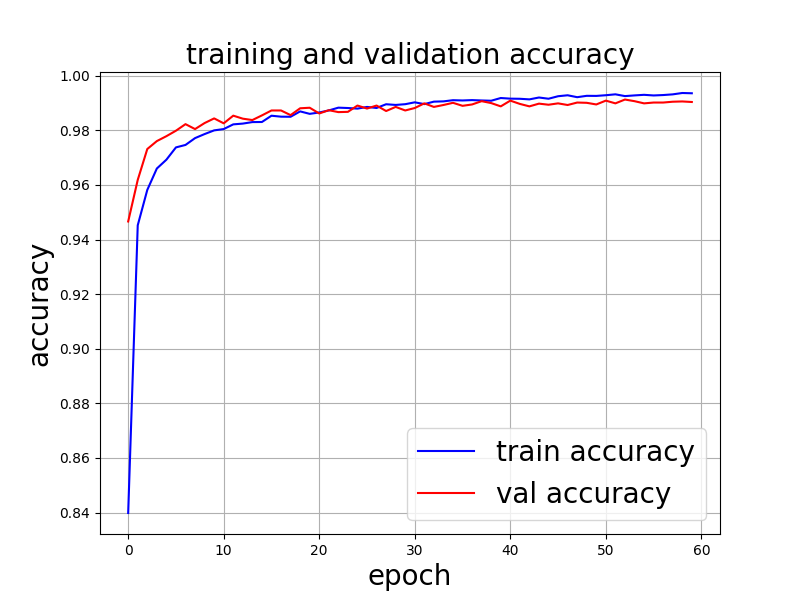 training and validation accuracy
1.00
0.98
0.96
0.94
0.92
0.90
0.88
0.86
0.84
accuracy
train accuracy
val accuracy
0 10 20 30 40 50 60
epoch